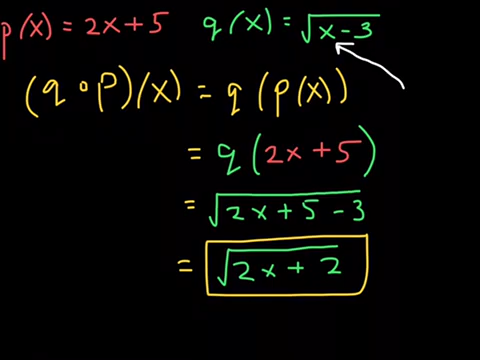 p(x) = 2x+5 q(x) = √(x-3)
(q∘p)(x) = q(p(x))
= q(2x+5)
= √(2x+5-3)
= √(2x+2)